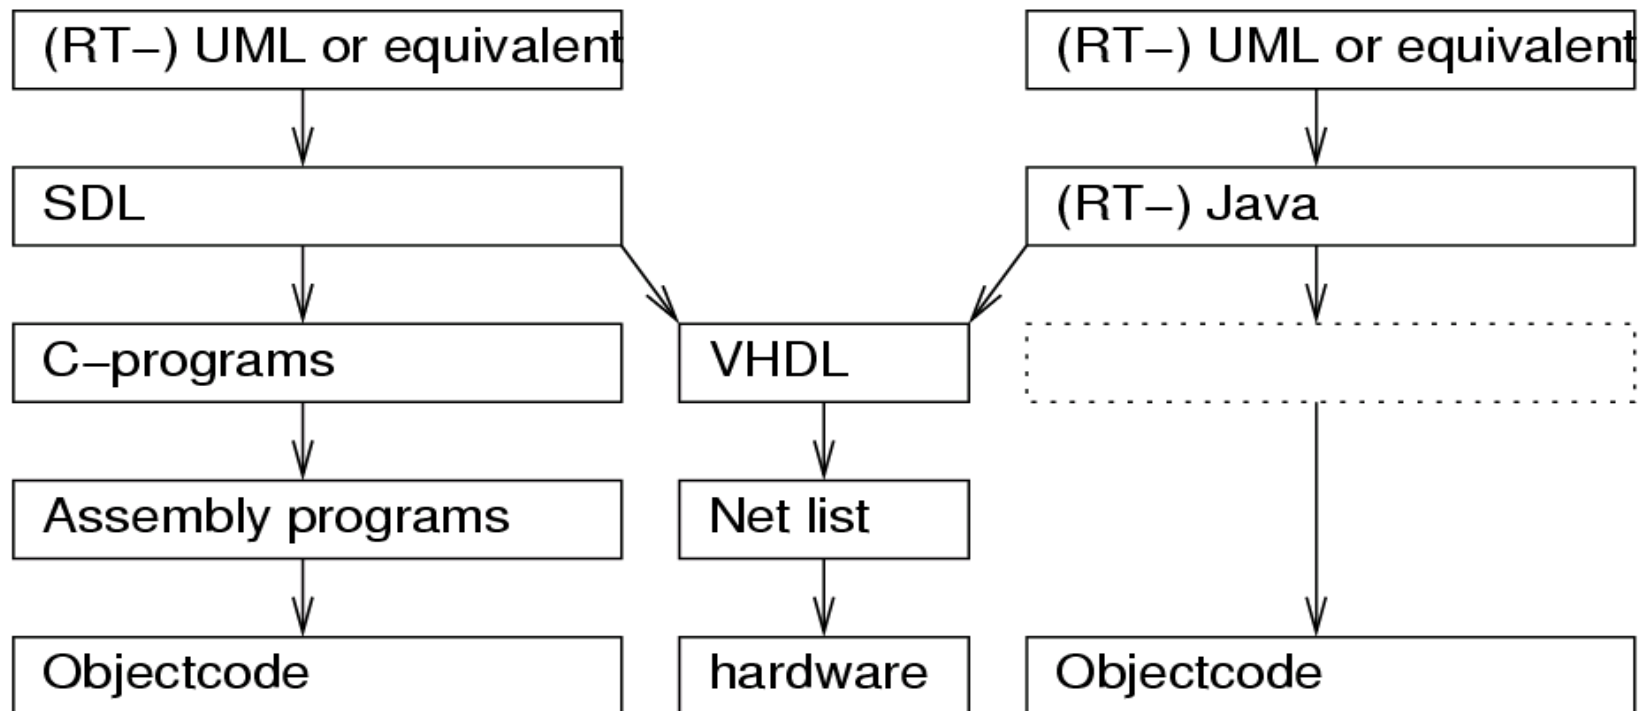 (RT–) UML or equivalent
(RT–) UML or equivalent
SDL
(RT–) Java
C–programs
VHDL
Assembly programs
Net list
Objectcode
hardware
Objectcode